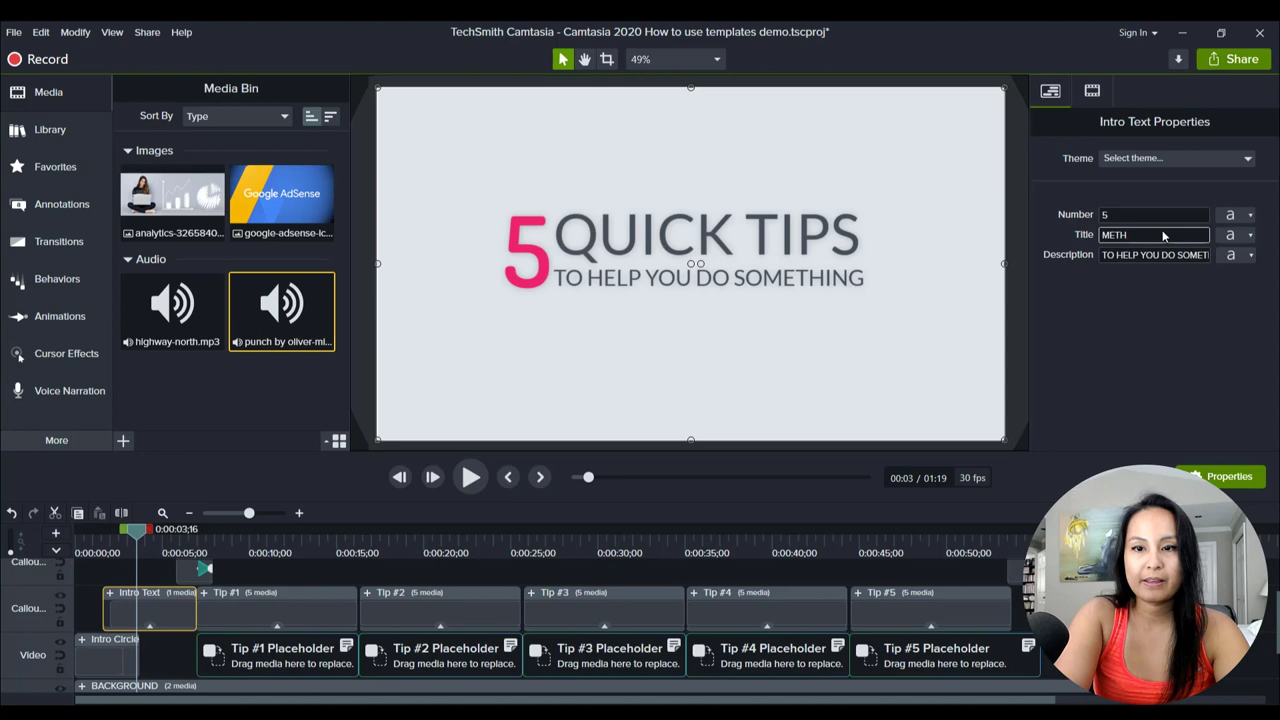 File Edit Modify View Share Help
TechSmith Camtasia - Camtasia 2020 How to use templates demo.tscproj*
Sign In
Record
49%
Share
Media
Library
Favorites
Annotations
Transitions
Behaviors
Animations
Cursor Effects
Voice Narration
More
Media Bin
Sort By Type
Images
Google AdSense
analytics-3265840...
google-adsense-lc...
Audio
highway-north.mp3
punch by oliver-mi...
5 QUICK TIPS
TO HELP YOU DO SOMETHING
Intro Text Properties
Theme Select theme...
Number 5 a
Title METH a
Description TO HELP YOU DO SOMETI a
00:03 / 01:19 30 fps
Properties
0:00:03;16
0:00:00;00 0:00:05;00 0:00:10;00 0:00:15;00 0:00:20;00 0:00:25;00 0:00:30;00 0:00:35;00 0:00:40;00 0:00:45;00 0:00:50;00
Callou...
Callou...
+ Intro Text (1 media) + Tip #1 (5 media) + Tip #2 (5 media) + Tip #3 (5 media) + Tip #4 (5 media) + Tip #5 (5 media)
Video
+ Intro Circle
Tip #1 Placeholder
Drag media here to replace.
Tip #2 Placeholder
Drag media here to replace.
Tip #3 Placeholder
Drag media here to replace.
Tip #4 Placeholder
Drag media here to replace.
Tip #5 Placeholder
Drag media here to replace.
+ BACKGROUND (2 media)